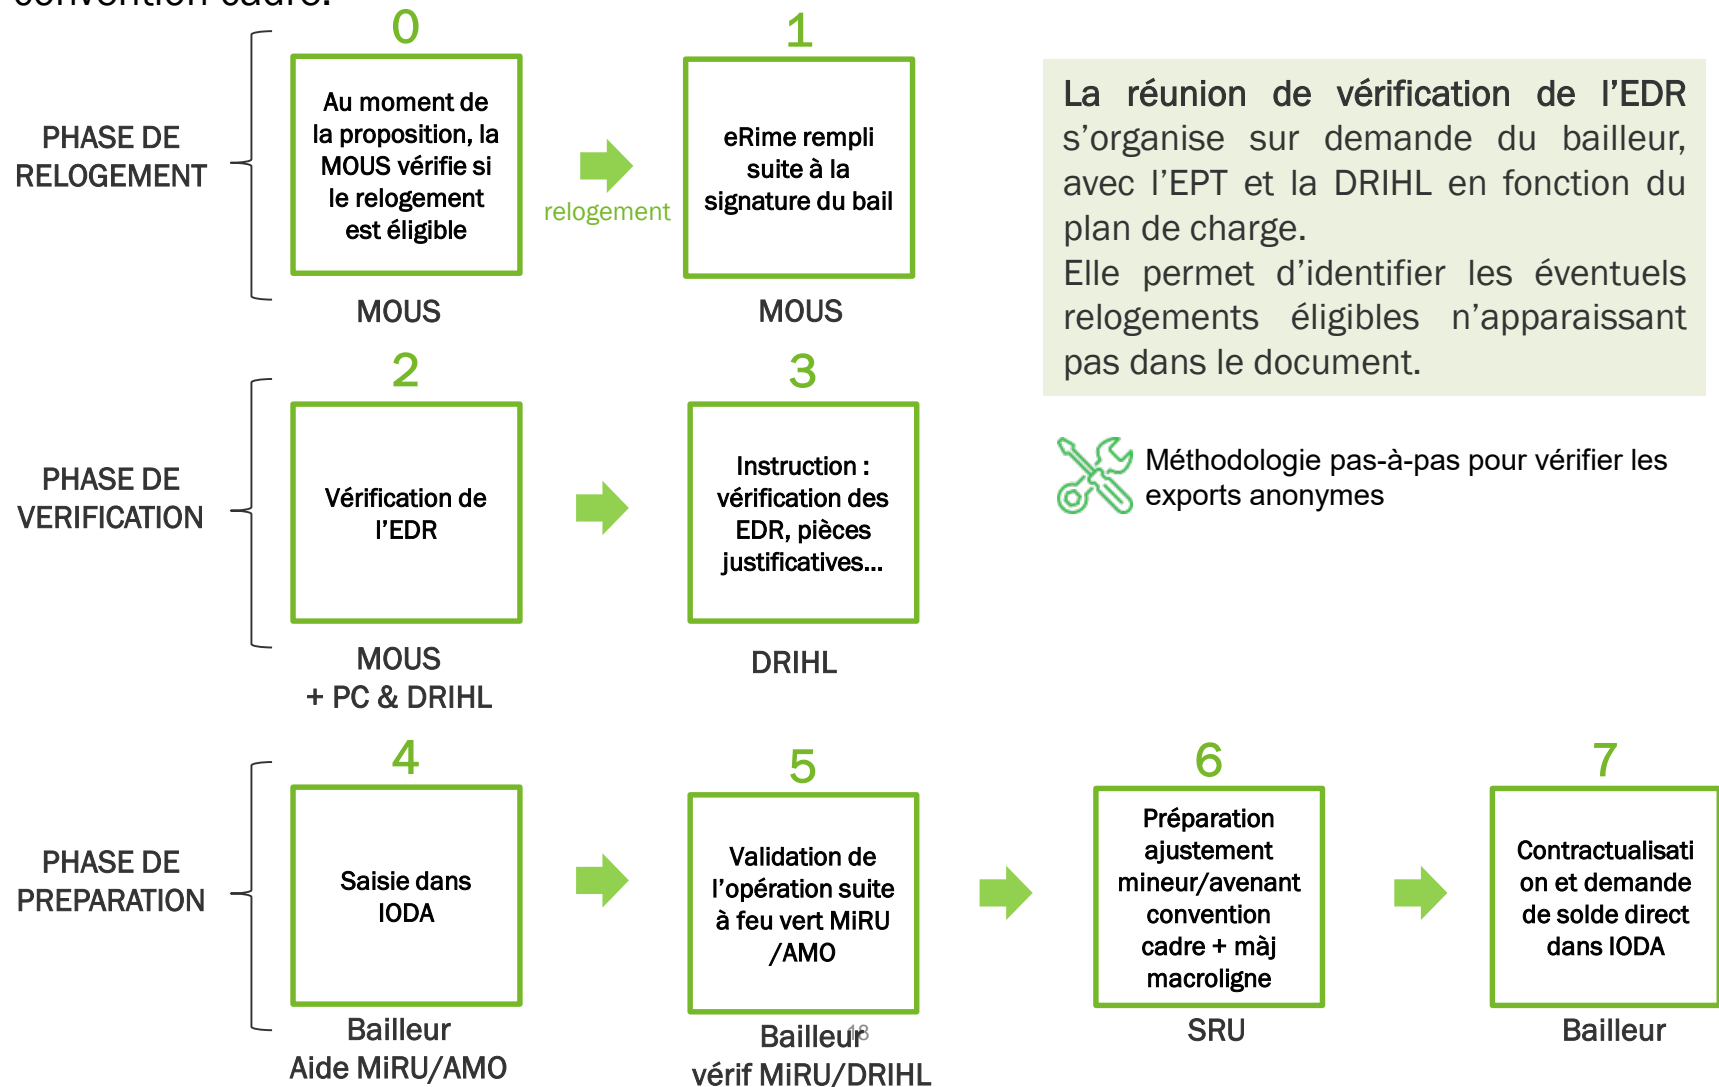 convention cadre.
0
1
PHASE DE
RELOGEMENT
Au moment de
la proposition, la
MOUS vérifie si
le relogement
est éligible
relogement
eRime rempli
suite à la
signature du bail
MOUS
MOUS
La réunion de vérification de l’EDR
s’organise sur demande du bailleur,
avec l’EPT et la DRIHL en fonction du
plan de charge.
Elle permet d’identifier les éventuels
relogements éligibles n’apparaissant
pas dans le document.
Méthodologie pas-à-pas pour vérifier les
exports anonymes
2
3
PHASE DE
VERIFICATION
Vérification de
l’EDR
Instruction :
vérification des
EDR, pièces
justificatives...
MOUS
+ PC & DRIHL
DRIHL
4
5
6
7
PHASE DE
PREPARATION
Saisie dans
IODA
Validation de
l’opération suite
à feu vert MiRU
/AMO
Préparation
ajustement
mineur/avenant
convention
cadre + màj
macroligne
Contractualisati
on et demande
de solde direct
dans IODA
Bailleur
Aide MiRU/AMO
Bailleur
vérif MiRU/DRIHL
18
SRU
Bailleur